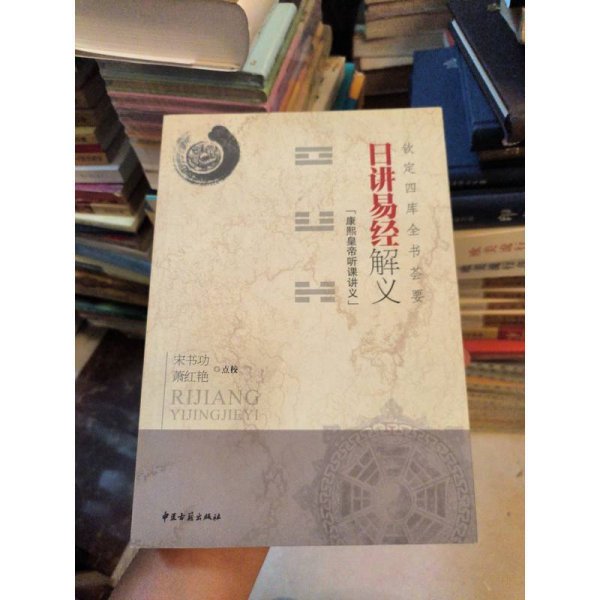 钦定四库全书荟要
日讲易经解义
「康熙皇帝听课讲义」
宋书功
萧红艳
◎点校
RIJIANG
YIJINGJIEYI
中医古籍出版社